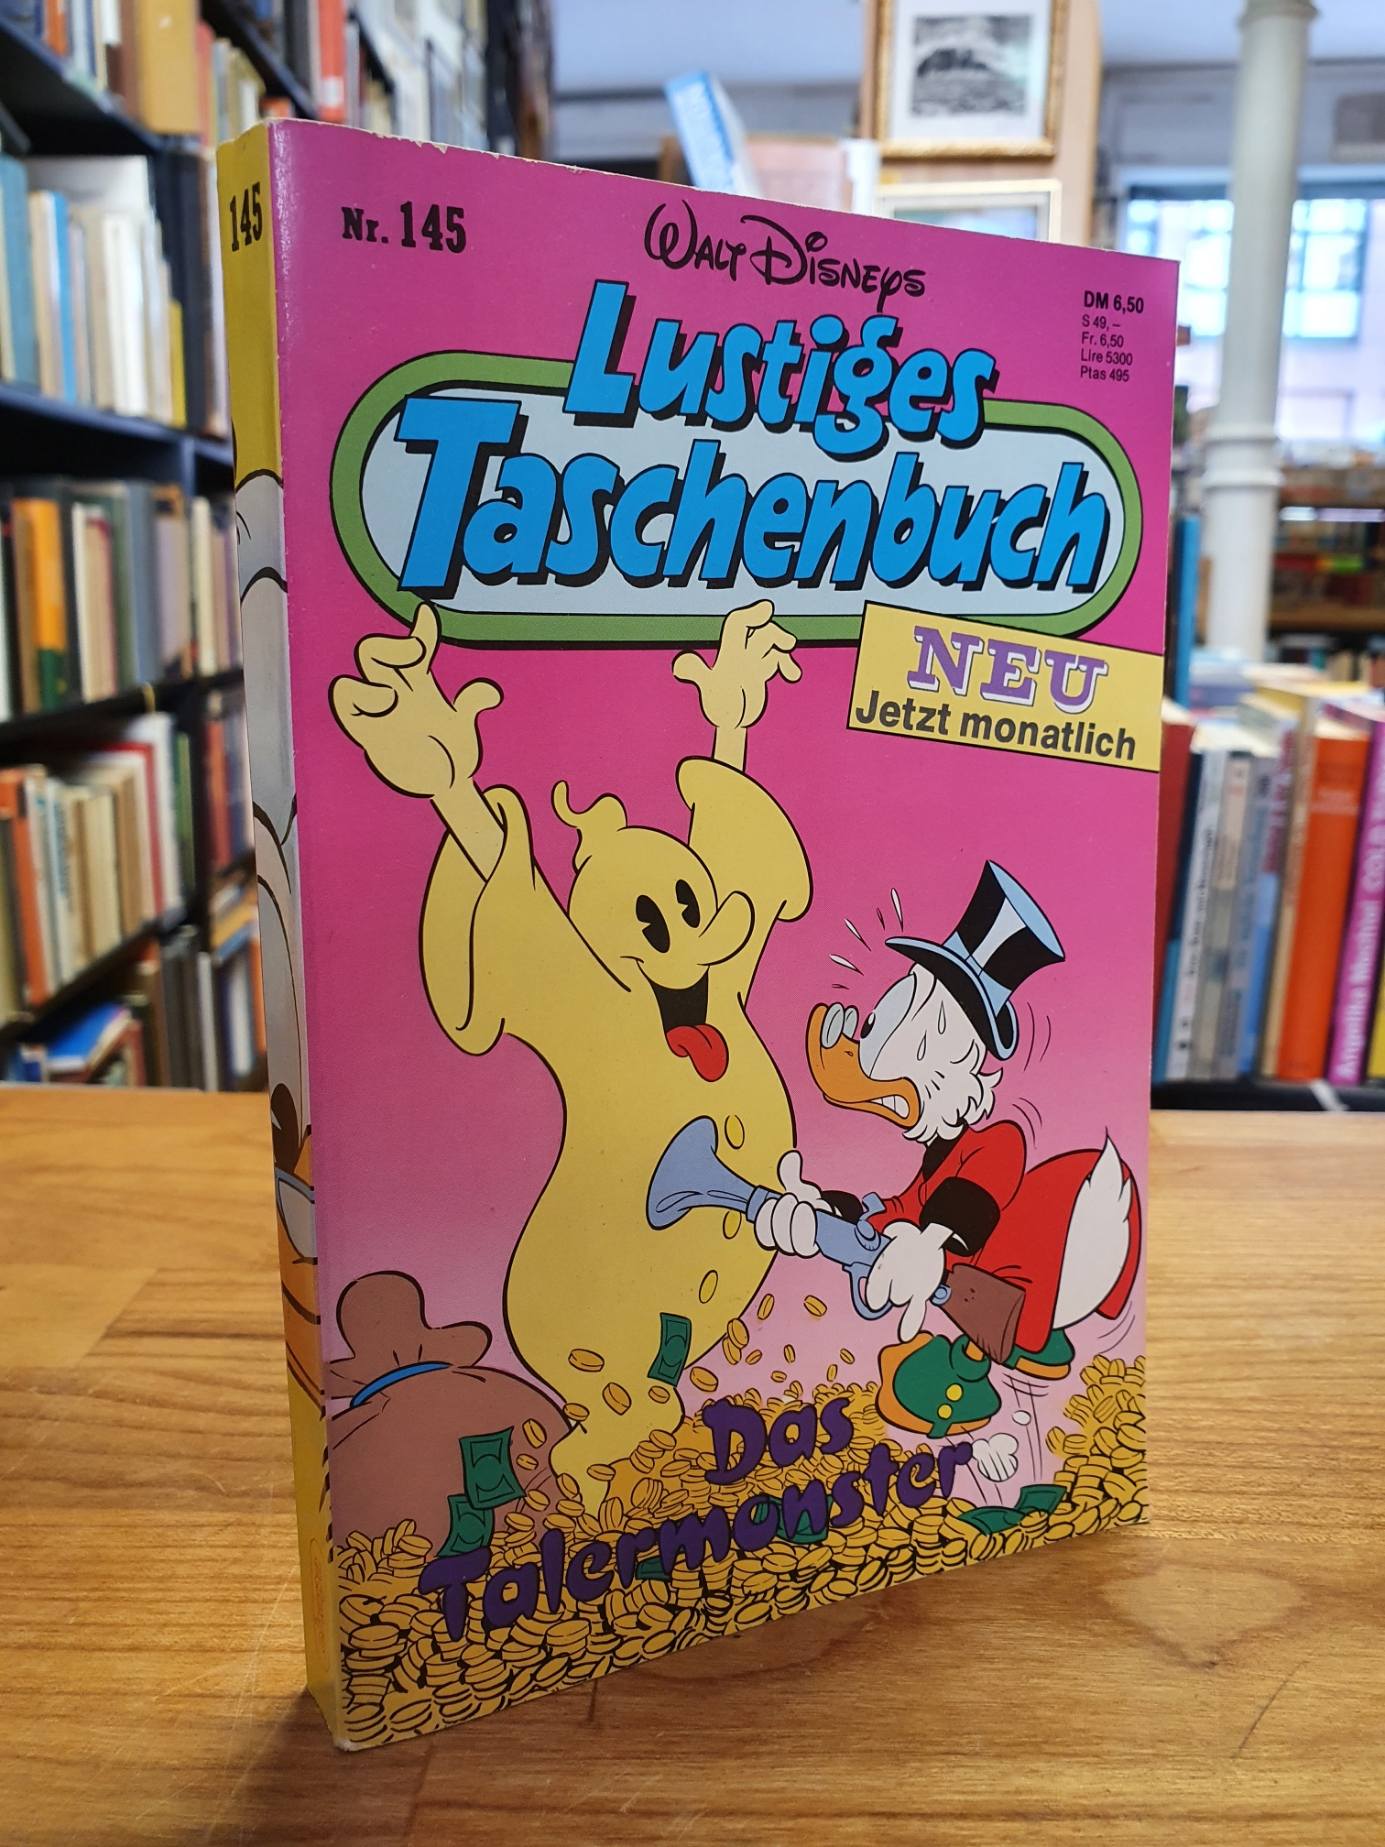 145
Nr. 145
WALT DISNEYS
DM 6,50
S 49,–
Fr. 6,50
Lire 5300
Ptas 495
Lustiges
Taschenbuch
NEU
Jetzt monatlich
Das
Talermonster